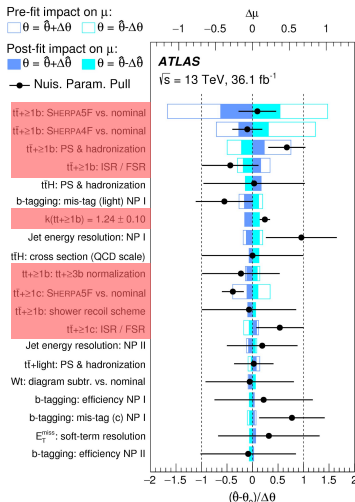 Pre-fit impact on μ:
θ = θ̂+Δθ θ = θ̂-Δθ
Post-fit impact on μ:
θ = θ̂+Δθ̂ θ = θ̂-Δθ̂
Nuis. Param. Pull
Δμ
−1 −0.5 0 0.5 1
ATLAS
√s = 13 TeV, 36.1 fb⁻¹
tt̄+≥1b: SHERPA5F vs. nominal
tt̄+≥1b: SHERPA4F vs. nominal
tt̄+≥1b: PS & hadronization
tt̄+≥1b: ISR / FSR
tt̄H: PS & hadronization
b-tagging: mis-tag (light) NP I
k(tt̄+≥1b) = 1.24 ± 0.10
Jet energy resolution: NP I
tt̄H: cross section (QCD scale)
tt̄+≥1b: tt̄+≥3b normalization
tt̄+≥1c: SHERPA5F vs. nominal
tt̄+≥1b: shower recoil scheme
tt̄+≥1c: ISR / FSR
Jet energy resolution: NP II
tt̄+light: PS & hadronization
Wt: diagram subtr. vs. nominal
b-tagging: efficiency NP I
b-tagging: mis-tag (c) NP I
E_T^miss: soft-term resolution
b-tagging: efficiency NP II
−2 −1.5 −1 −0.5 0 0.5 1 1.5 2
(θ̂-θ₀)/Δθ